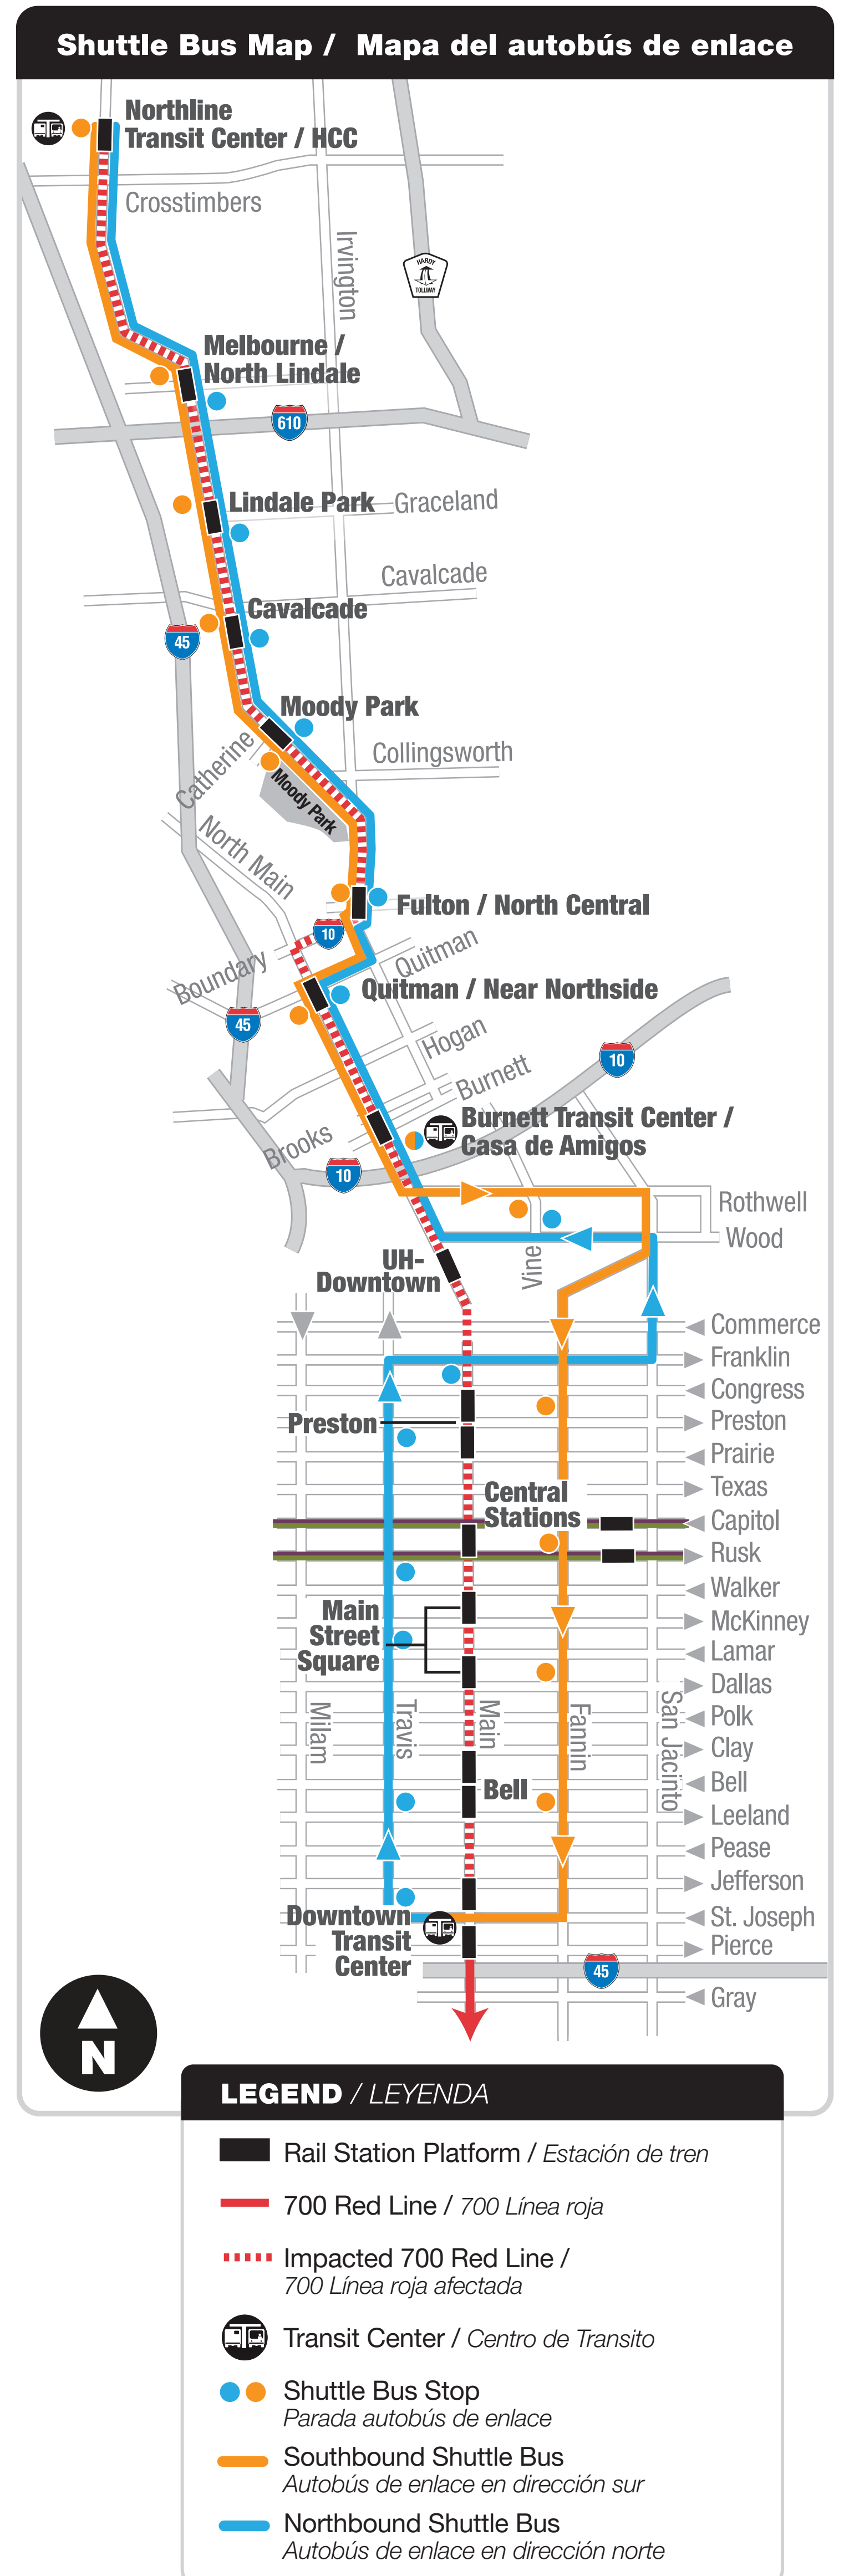 Shuttle Bus Map / Mapa del autobús de enlace
Northline
Transit Center / HCC
Crosstimbers
Irvington
HARDY
TOLLWAY
Melbourne /
North Lindale
610
Lindale Park
Graceland
Cavalcade
Cavalcade
45
Moody Park
Collingsworth
Catherine
Moody Park
North Main
Fulton / North Central
10
Quitman
Boundary
Quitman / Near Northside
45
Hogan
10
Burnett
Burnett Transit Center /
Casa de Amigos
Brooks
10
Rothwell
Wood
Vine
UH-
Downtown
Commerce
Franklin
Congress
Preston
Preston
Prairie
Texas
Central
Stations
Capitol
Rusk
Walker
Main
Street
Square
McKinney
Lamar
Dallas
Milam
Travis
Main
Fannin
San Jacinto
Polk
Clay
Bell
Bell
Leeland
Pease
Jefferson
Downtown
Transit
Center
St. Joseph
Pierce
45
Gray
N
LEGEND / LEYENDA
Rail Station Platform / Estación de tren
700 Red Line / 700 Línea roja
Impacted 700 Red Line /
700 Línea roja afectada
Transit Center / Centro de Transito
Shuttle Bus Stop
Parada autobús de enlace
Southbound Shuttle Bus
Autobús de enlace en dirección sur
Northbound Shuttle Bus
Autobús de enlace en dirección norte